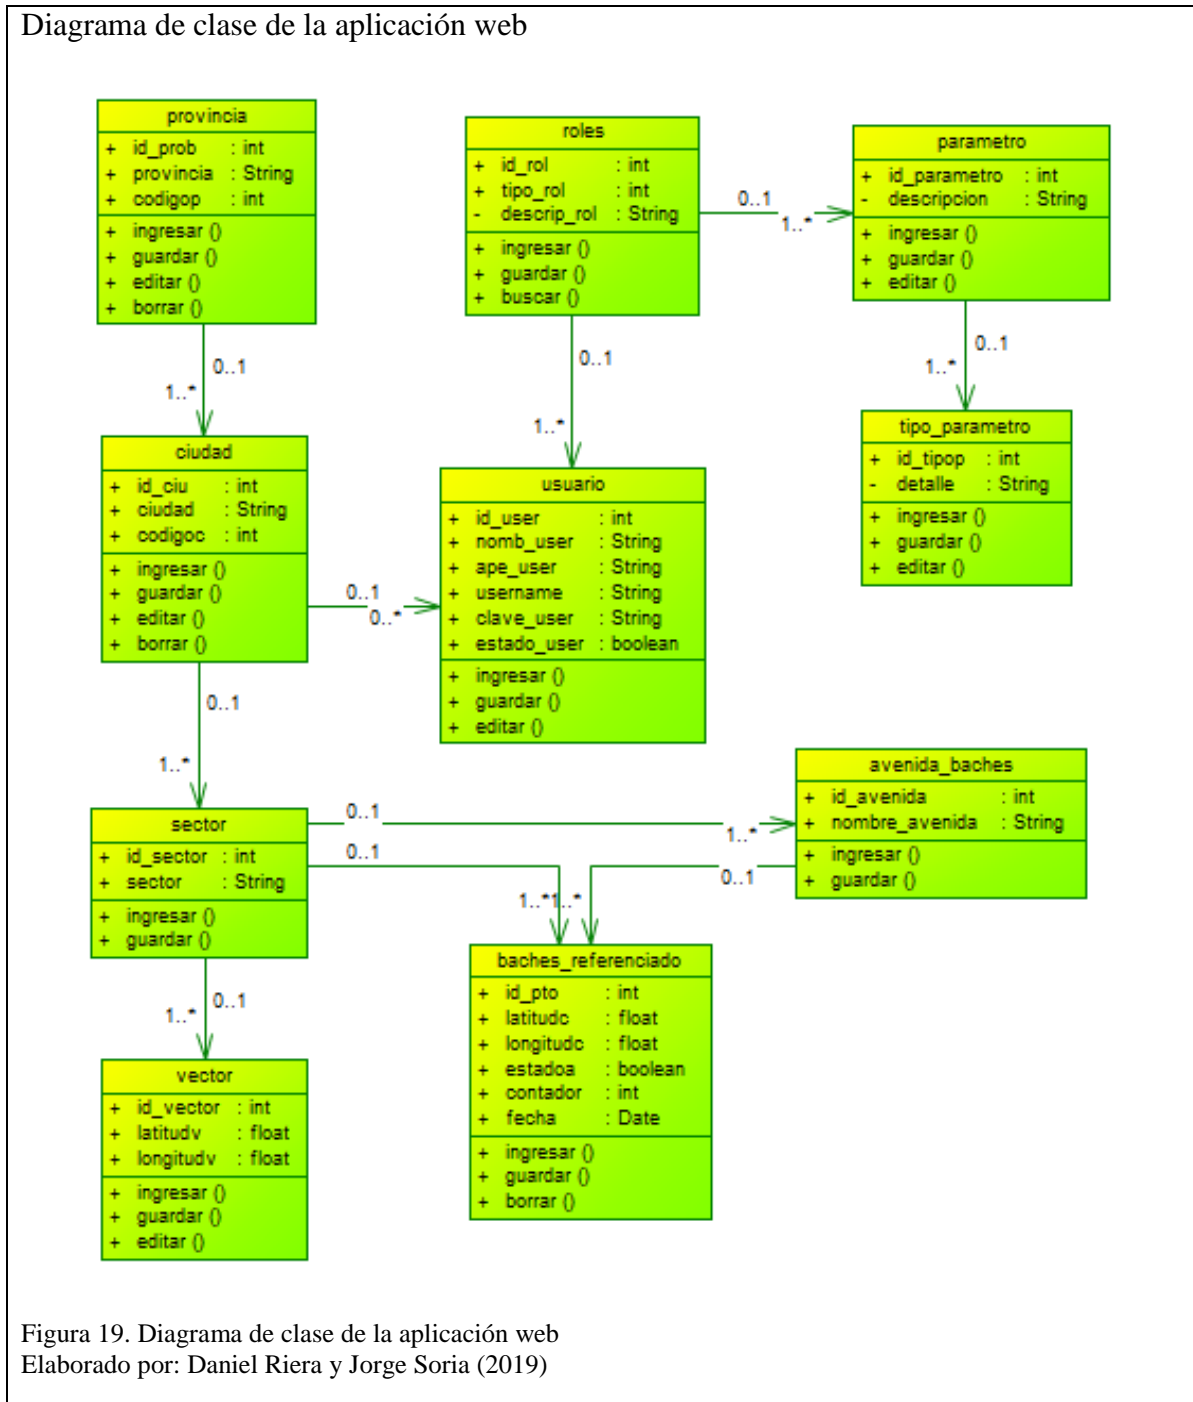 Diagrama de clase de la aplicación web
provincia
+ id_prob : int
+ provincia : String
+ codigop : int
+ ingresar ()
+ guardar ()
+ editar ()
+ borrar ()
roles
+ id_rol : int
+ tipo_rol : int
- descrip_rol : String
+ ingresar ()
+ guardar ()
+ buscar ()
0..1
1..*
parametro
+ id_parametro : int
- descripcion : String
+ ingresar ()
+ guardar ()
+ editar ()
0..1
1..*
0..1
1..*
0..1
1..*
ciudad
+ id_ciu : int
+ ciudad : String
+ codigoc : int
+ ingresar ()
+ guardar ()
+ editar ()
+ borrar ()
0..1
0..*
usuario
+ id_user : int
+ nomb_user : String
+ ape_user : String
+ username : String
+ clave_user : String
+ estado_user : boolean
+ ingresar ()
+ guardar ()
+ editar ()
tipo_parametro
+ id_tipop : int
- detalle : String
+ ingresar ()
+ guardar ()
+ editar ()
0..1
1..*
sector
+ id_sector : int
+ sector : String
+ ingresar ()
+ guardar ()
0..1
1..*
0..1
1..*1..*
0..1
avenida_baches
+ id_avenida : int
+ nombre_avenida : String
+ ingresar ()
+ guardar ()
0..1
1..*
vector
+ id_vector : int
+ latitudv : float
+ longitudv : float
+ ingresar ()
+ guardar ()
+ editar ()
baches_referenciado
+ id_pto : int
+ latitudc : float
+ longitudc : float
+ estadoa : boolean
+ contador : int
+ fecha : Date
+ ingresar ()
+ guardar ()
+ borrar ()
Figura 19. Diagrama de clase de la aplicación web
Elaborado por: Daniel Riera y Jorge Soria (2019)